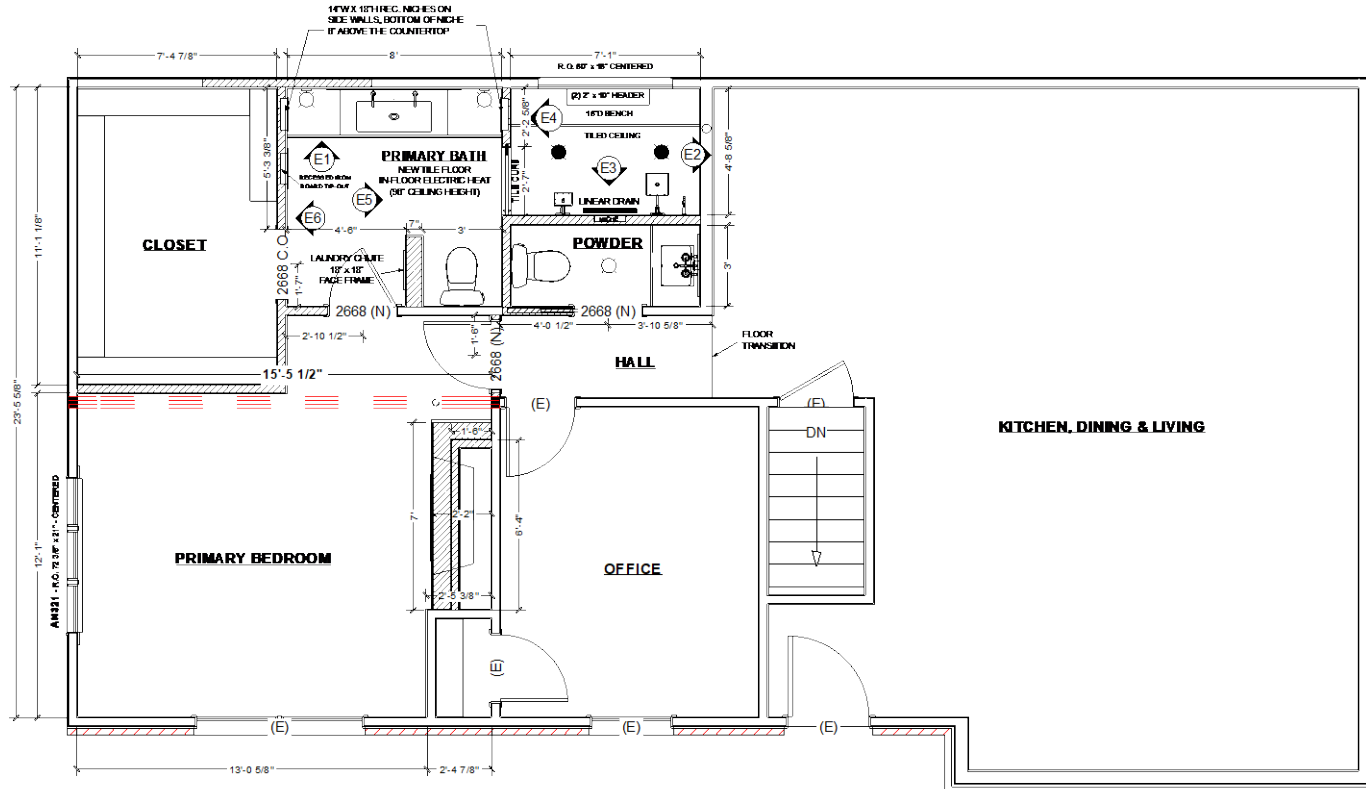 14"W X 18"H REC. NICHES ON
SIDE WALLS, BOTTOM OF NICHE
8" ABOVE THE COUNTERTOP
7'-4 7/8"
8'
7'-1"
R.O. 60" x 18" CENTERED
(2) 2" x 10" HEADER
18"D BENCH
TILED CEILING
E4
E2
E3
E1
E5
E6
2'-2 5/8"
2'-7"
4'-8 5/8"
5'-3 3/8"
11'-1 1/8"
23'-5 5/8"
12'-1"
PRIMARY BATH
NEW TILE FLOOR
IN-FLOOR ELECTRIC HEAT
(96" CEILING HEIGHT)
TILE CURB
LINEAR DRAIN
CLOSET
4'-6"
7"
3'
POWDER
3'
LAUNDRY CHUTE
18" x 18"
FACE FRAME
2668 C.O.
1'-7"
2668 (N)
2668 (N)
2'-10 1/2"
1'-6"
2668 (N)
4'-0 1/2"
3'-10 5/8"
FLOOR
TRANSITION
HALL
15'-5 1/2"
(E)
(E)
DN
KITCHEN, DINING & LIVING
1'-6"
7'
2'-2"
6'-4"
2'-5 3/8"
PRIMARY BEDROOM
OFFICE
(E)
(E)
(E)
(E)
13'-0 5/8"
2'-4 7/8"